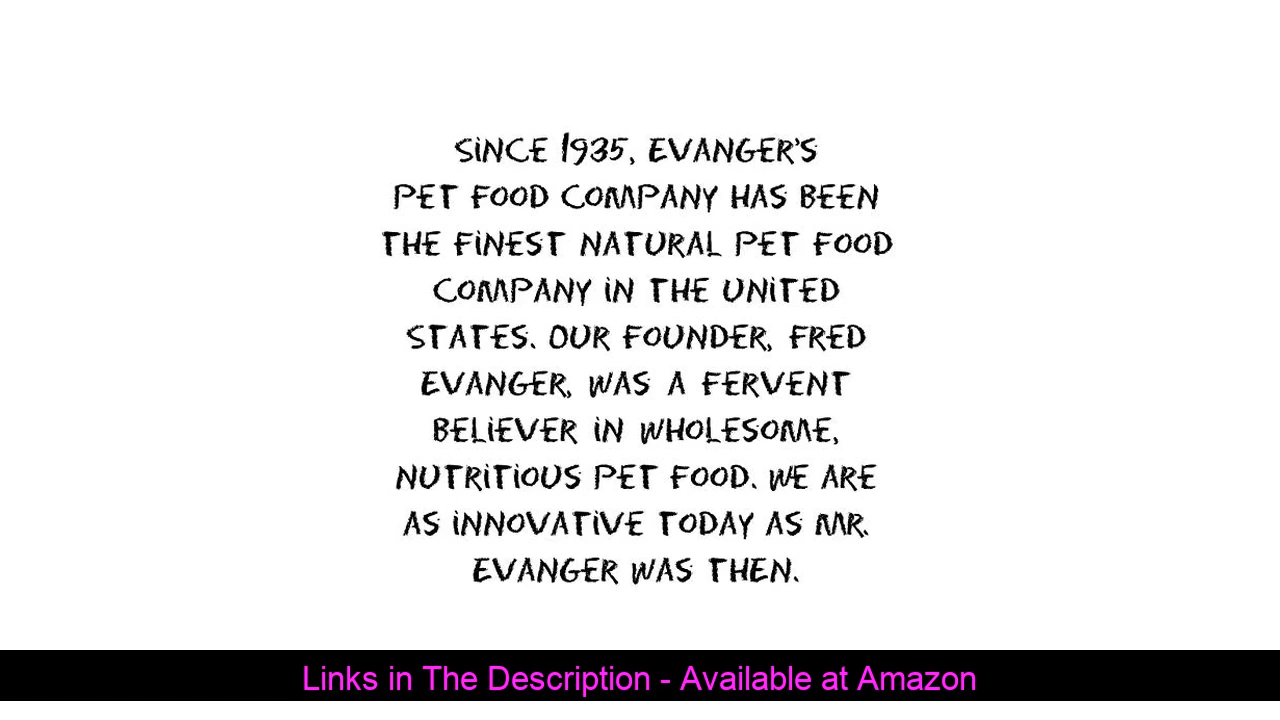 SINCE 1935, EVANGER'S
PET FOOD COMPANY HAS BEEN
THE FINEST NATURAL PET FOOD
COMPANY IN THE UNITED
STATES. OUR FOUNDER, FRED
EVANGER, WAS A FERVENT
BELIEVER IN WHOLESOME,
NUTRITIOUS PET FOOD. WE ARE
AS INNOVATIVE TODAY AS MR.
EVANGER WAS THEN.
Links in The Description - Available at Amazon